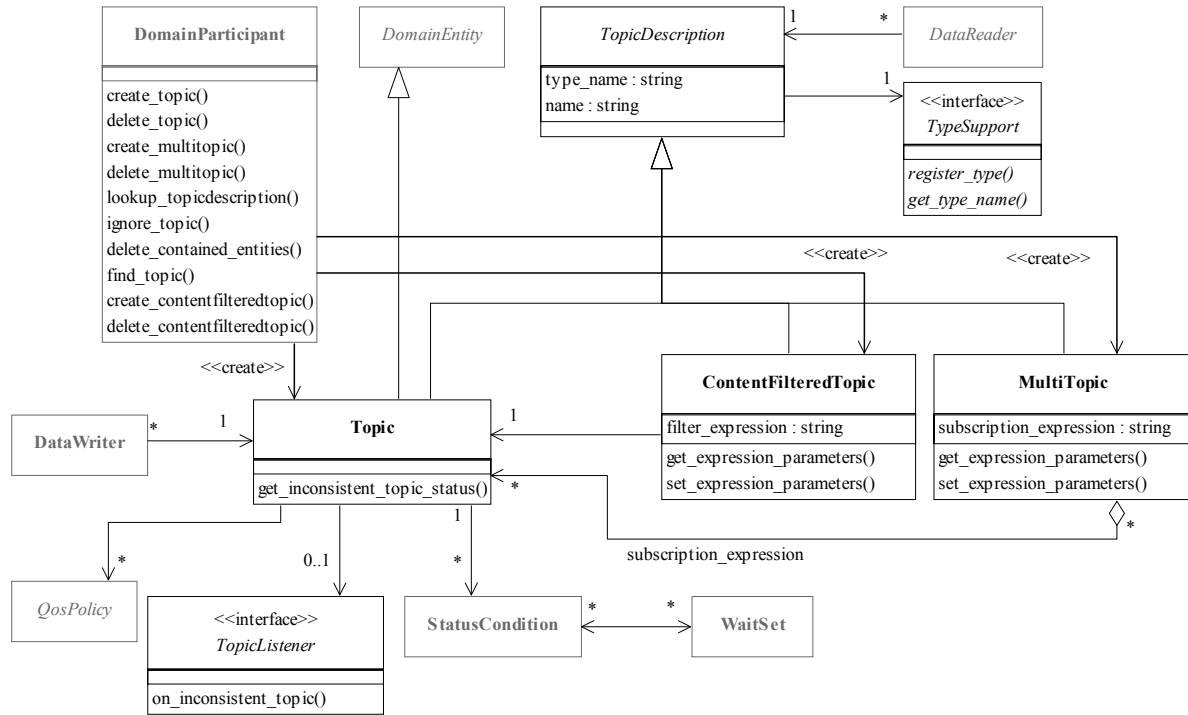 DomainParticipant
create_topic()
delete_topic()
create_multitopic()
delete_multitopic()
lookup_topicdescription()
ignore_topic()
delete_contained_entities()
find_topic()
create_contentfilteredtopic()
delete_contentfilteredtopic()
DomainEntity
TopicDescription
type_name : string
name : string
1
*
DataReader
1
<<interface>>
TypeSupport
register_type()
get_type_name()
<<create>>
<<create>>
<<create>>
ContentFilteredTopic
filter_expression : string
get_expression_parameters()
set_expression_parameters()
MultiTopic
subscription_expression : string
get_expression_parameters()
set_expression_parameters()
DataWriter
*
1
Topic
get_inconsistent_topic_status()
1
*
*
subscription_expression
*
QosPolicy
0..1
<<interface>>
TopicListener
on_inconsistent_topic()
1
*
StatusCondition
*
*
WaitSet